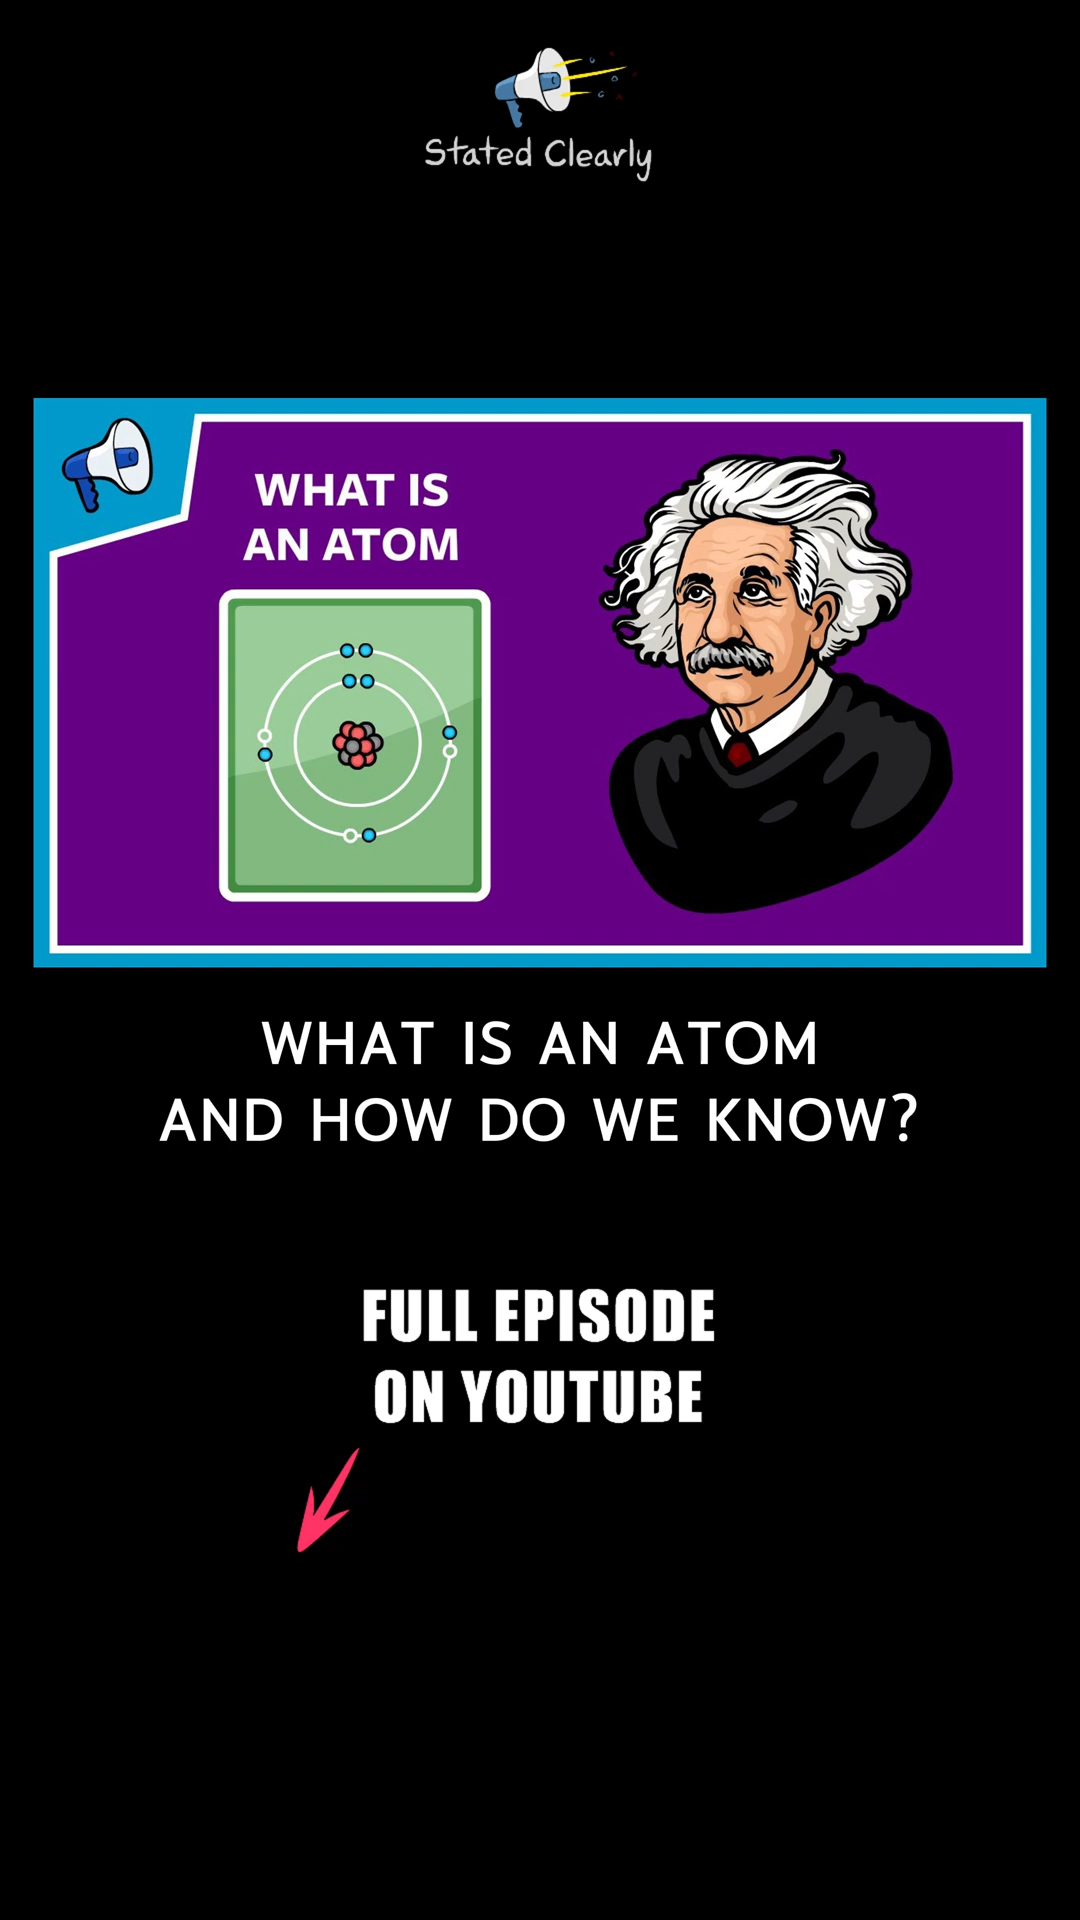 Stated Clearly
WHAT IS
AN ATOM
WHAT IS AN ATOM
AND HOW DO WE KNOW?
FULL EPISODE
ON YOUTUBE